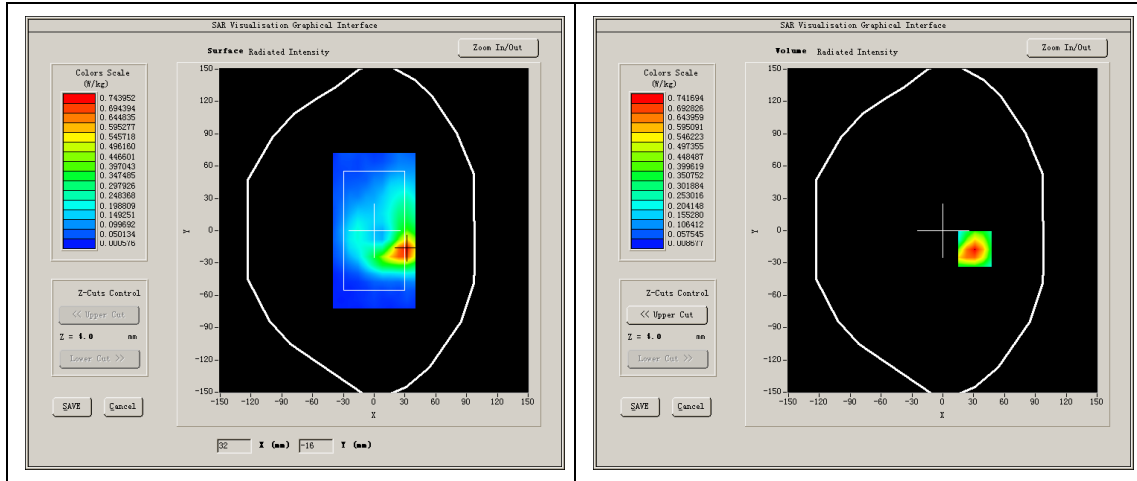 SAR Visualisation Graphical Interface
Surface Radiated Intensity
Zoom In/Out
Colors Scale
(W/kg)
0.743952
0.694394
0.644835
0.595277
0.545718
0.496160
0.446601
0.397043
0.347485
0.297926
0.248368
0.198809
0.149251
0.099692
0.050134
0.000576
Z-Cuts Control
<< Upper Cut
Z = 4.0 mm
Lower Cut >>
SAVE Cancel
150
120
90
60
30
0
-30
-60
-90
-120
-150
Y
-150 -120 -90 -60 -30 0 30 60 90 120 150
X
32 X (mm) -16 Y (mm)
SAR Visualisation Graphical Interface
Volume Radiated Intensity
Zoom In/Out
Colors Scale
(W/kg)
0.741694
0.692826
0.643959
0.595091
0.546223
0.497355
0.448487
0.399619
0.350752
0.301884
0.253016
0.204148
0.155280
0.106412
0.057545
0.008677
Z-Cuts Control
<< Upper Cut
Z = 4.0 mm
Lower Cut >>
SAVE Cancel
150
120
90
60
30
0
-30
-60
-90
-120
-150
Y
-150 -120 -90 -60 -30 0 30 60 90 120 150
X